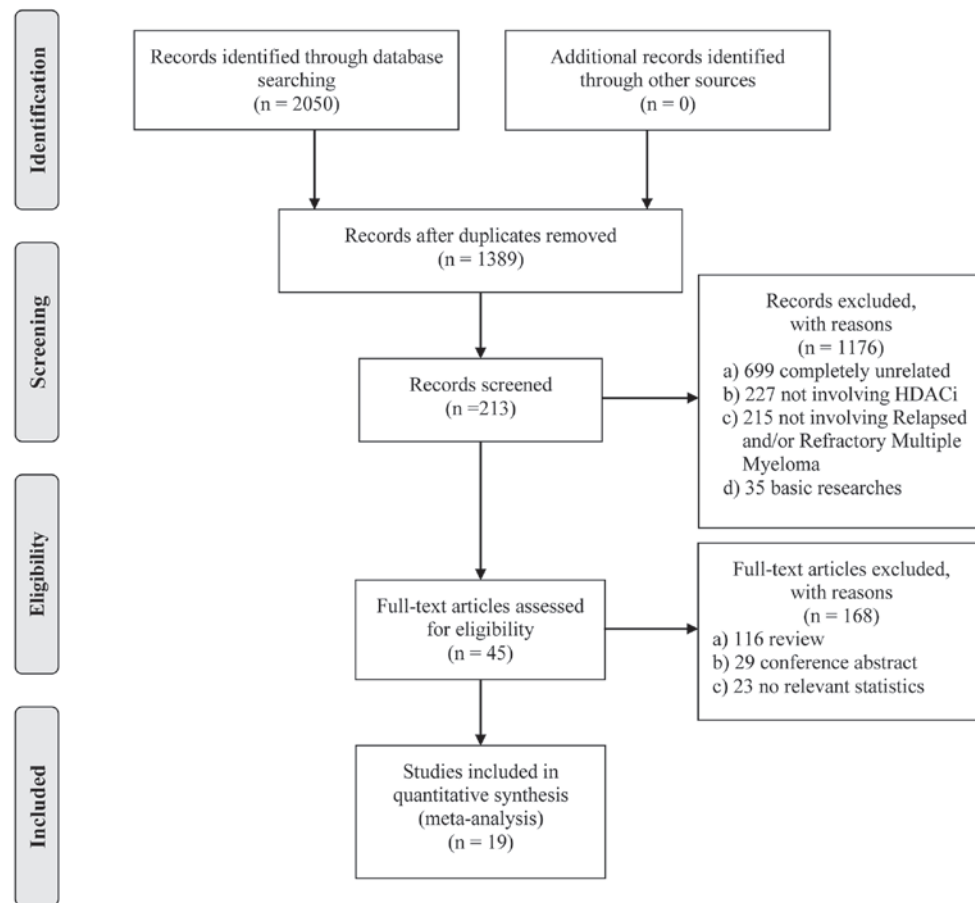 Identification
Records identified through database
searching
(n = 2050)
Additional records identified
through other sources
(n = 0)
Records after duplicates removed
(n = 1389)
Screening
Records screened
(n =213)
Records excluded,
with reasons
(n = 1176)
a) 699 completely unrelated
b) 227 not involving HDACi
c) 215 not involving Relapsed
and/or Refractory Multiple
Myeloma
d) 35 basic researches
Eligibility
Full-text articles assessed
for eligibility
(n = 45)
Full-text articles excluded,
with reasons
(n = 168)
a) 116 review
b) 29 conference abstract
c) 23 no relevant statistics
Included
Studies included in
quantitative synthesis
(meta-analysis)
(n = 19)